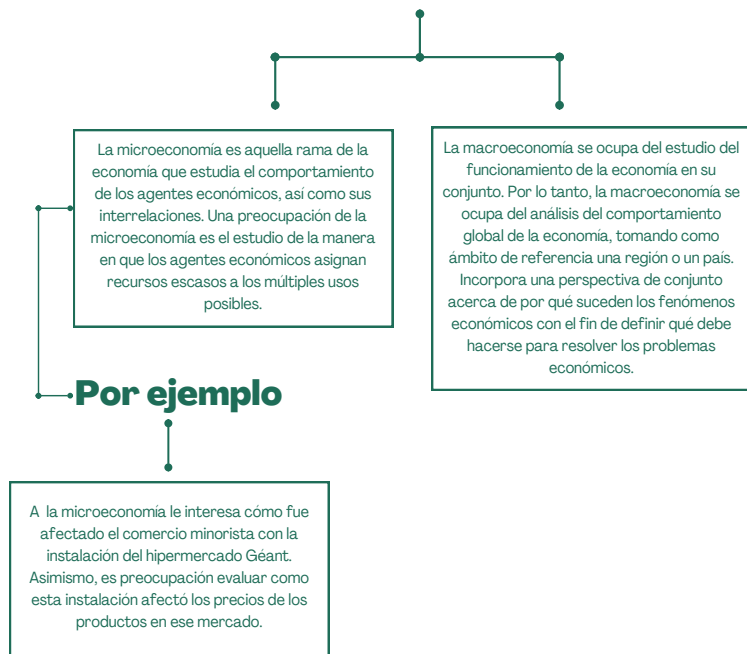 La microeconomía es aquella rama de la
economía que estudia el comportamiento
de los agentes económicos, así como sus
interrelaciones. Una preocupación de la
microeconomía es el estudio de la manera
en que los agentes económicos asignan
recursos escasos a los múltiples usos
posibles.
La macroeconomía se ocupa del estudio del
funcionamiento de la economía en su
conjunto. Por lo tanto, la macroeconomía se
ocupa del análisis del comportamiento
global de la economía, tomando como
ámbito de referencia una región o un país.
Incorpora una perspectiva de conjunto
acerca de por qué suceden los fenómenos
económicos con el fin de definir qué debe
hacerse para resolver los problemas
económicos.
Por ejemplo
A la microeconomía le interesa cómo fue
afectado el comercio minorista con la
instalación del hipermercado Géant.
Asimismo, es preocupación evaluar como
esta instalación afectó los precios de los
productos en ese mercado.